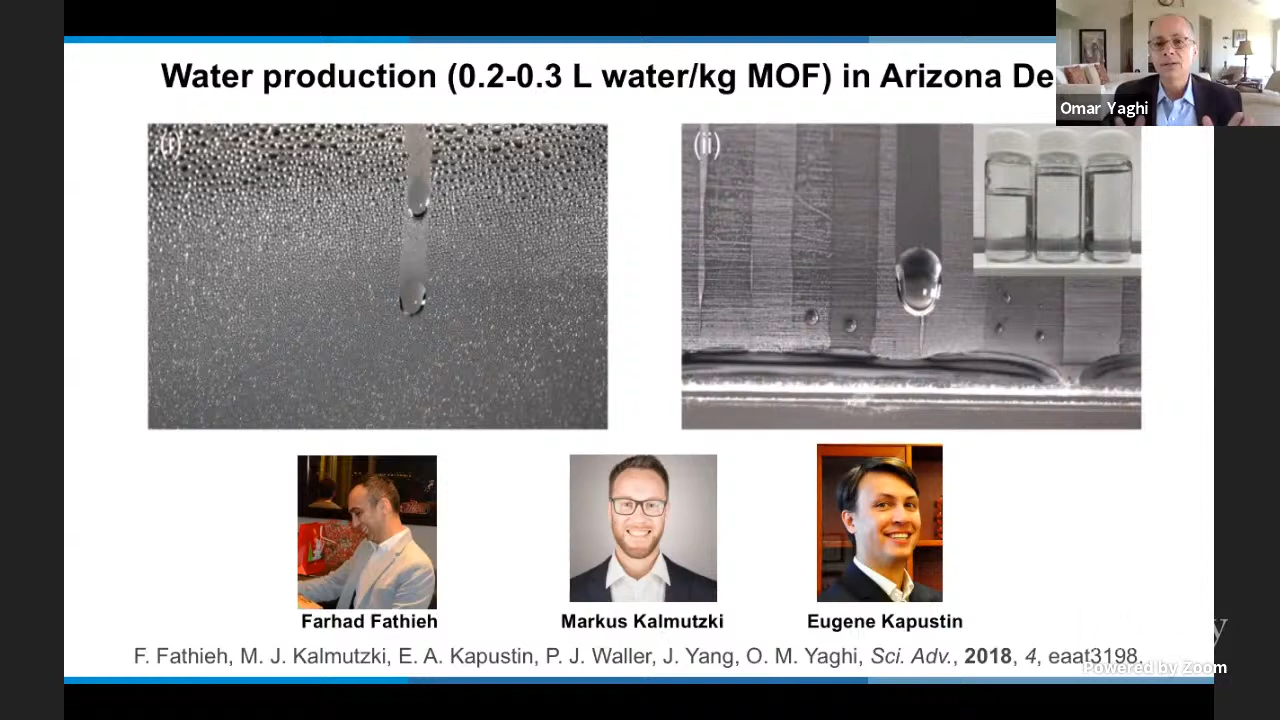 Water production (0.2-0.3 L water/kg MOF) in Arizona De
Omar Yaghi
(i)
(ii)
Farhad Fathieh
Markus Kalmutzki
Eugene Kapustin
y
F. Fathieh, M. J. Kalmutzki, E. A. Kapustin, P. J. Waller, J. Yang, O. M. Yaghi, Sci. Adv., 2018, 4, eaat3198.
Powered by Zoom